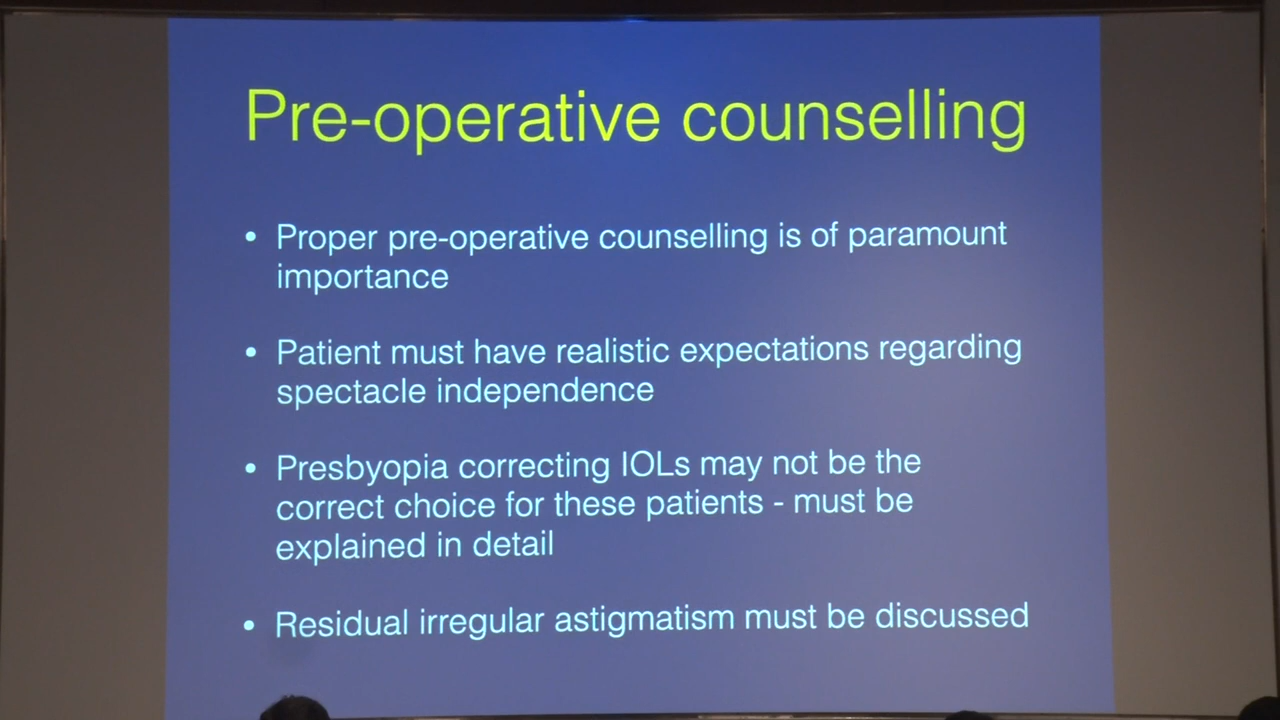 Pre-operative counselling
• Proper pre-operative counselling is of paramount
importance
• Patient must have realistic expectations regarding
spectacle independence
• Presbyopia correcting IOLs may not be the
correct choice for these patients - must be
explained in detail
• Residual irregular astigmatism must be discussed